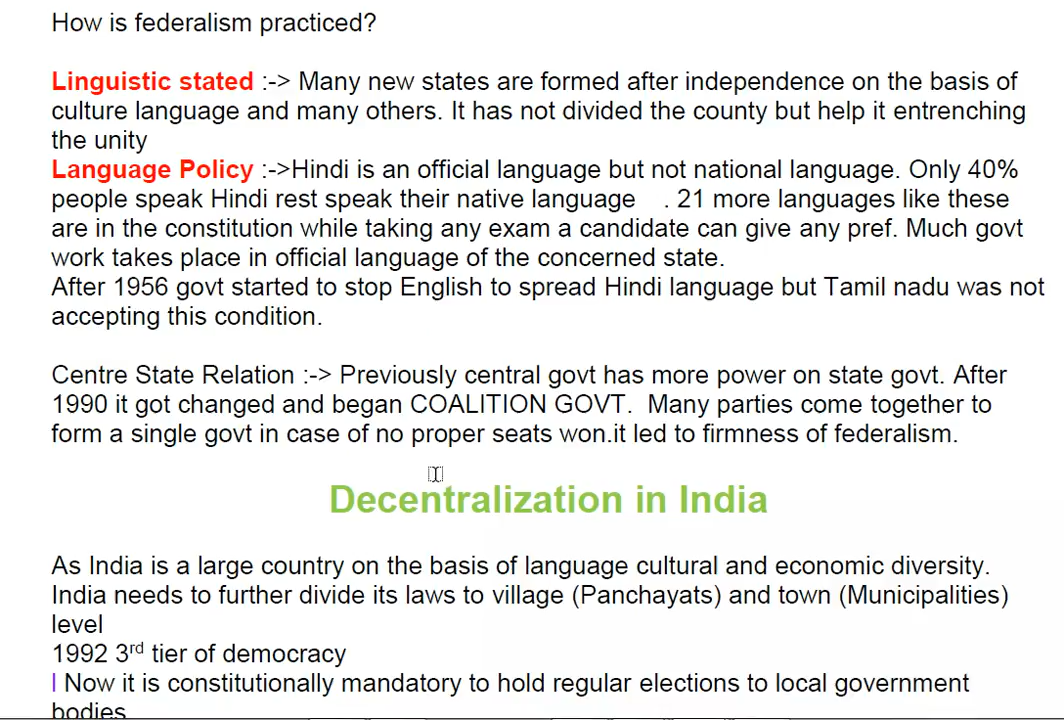 How is federalism practiced?
Linguistic stated :-> Many new states are formed after independence on the basis of
culture language and many others. It has not divided the county but help it entrenching
the unity
Language Policy :->Hindi is an official language but not national language. Only 40%
people speak Hindi rest speak their native language . 21 more languages like these
are in the constitution while taking any exam a candidate can give any pref. Much govt
work takes place in official language of the concerned state.
After 1956 govt started to stop English to spread Hindi language but Tamil nadu was not
accepting this condition.
Centre State Relation :-> Previously central govt has more power on state govt. After
1990 it got changed and began COALITION GOVT. Many parties come together to
form a single govt in case of no proper seats won.it led to firmness of federalism.
Decentralization in India
As India is a large country on the basis of language cultural and economic diversity.
India needs to further divide its laws to village (Panchayats) and town (Municipalities)
level
1992 3rd tier of democracy
l Now it is constitutionally mandatory to hold regular elections to local government
bodies